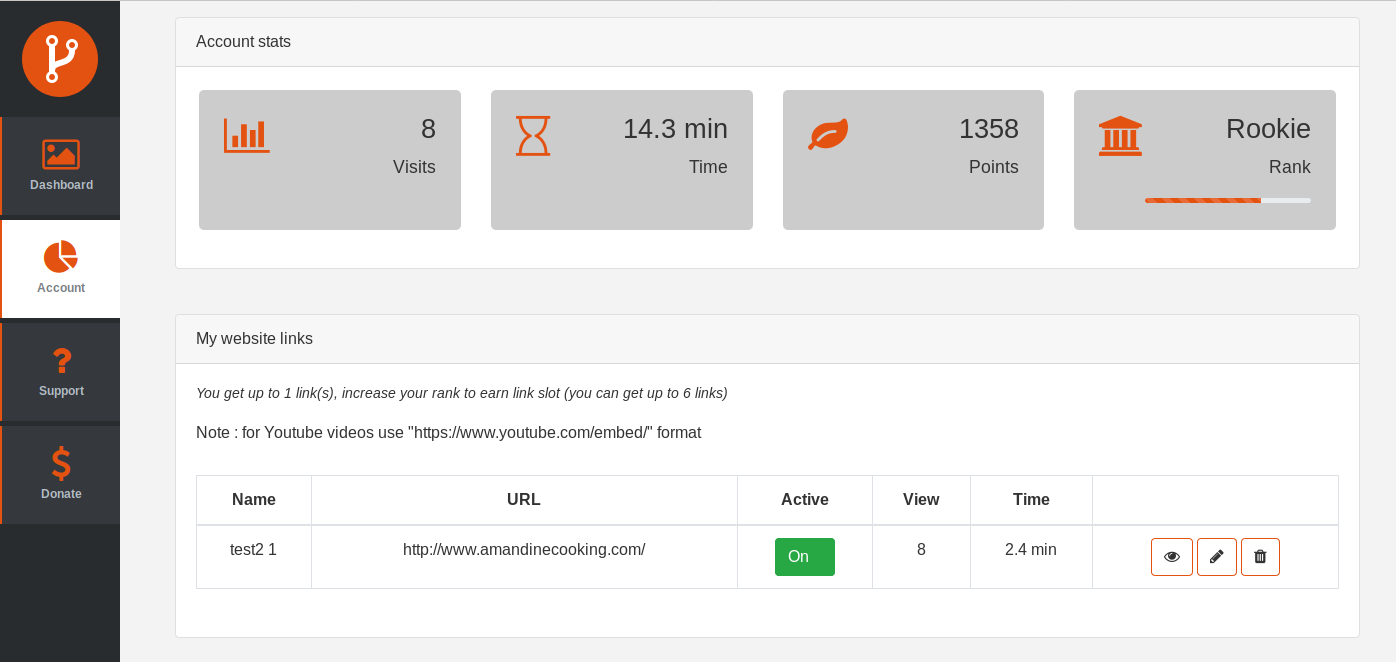 Account stats
8
Visits
14.3 min
Time
1358
Points
Rookie
Rank
Dashboard
Account
Support
Donate
My website links
You get up to 1 link(s), increase your rank to earn link slot (you can get up to 6 links)
Note : for Youtube videos use "https://www.youtube.com/embed/" format
Name URL Active View Time
test2 1 http://www.amandinecooking.com/ On 8 2.4 min